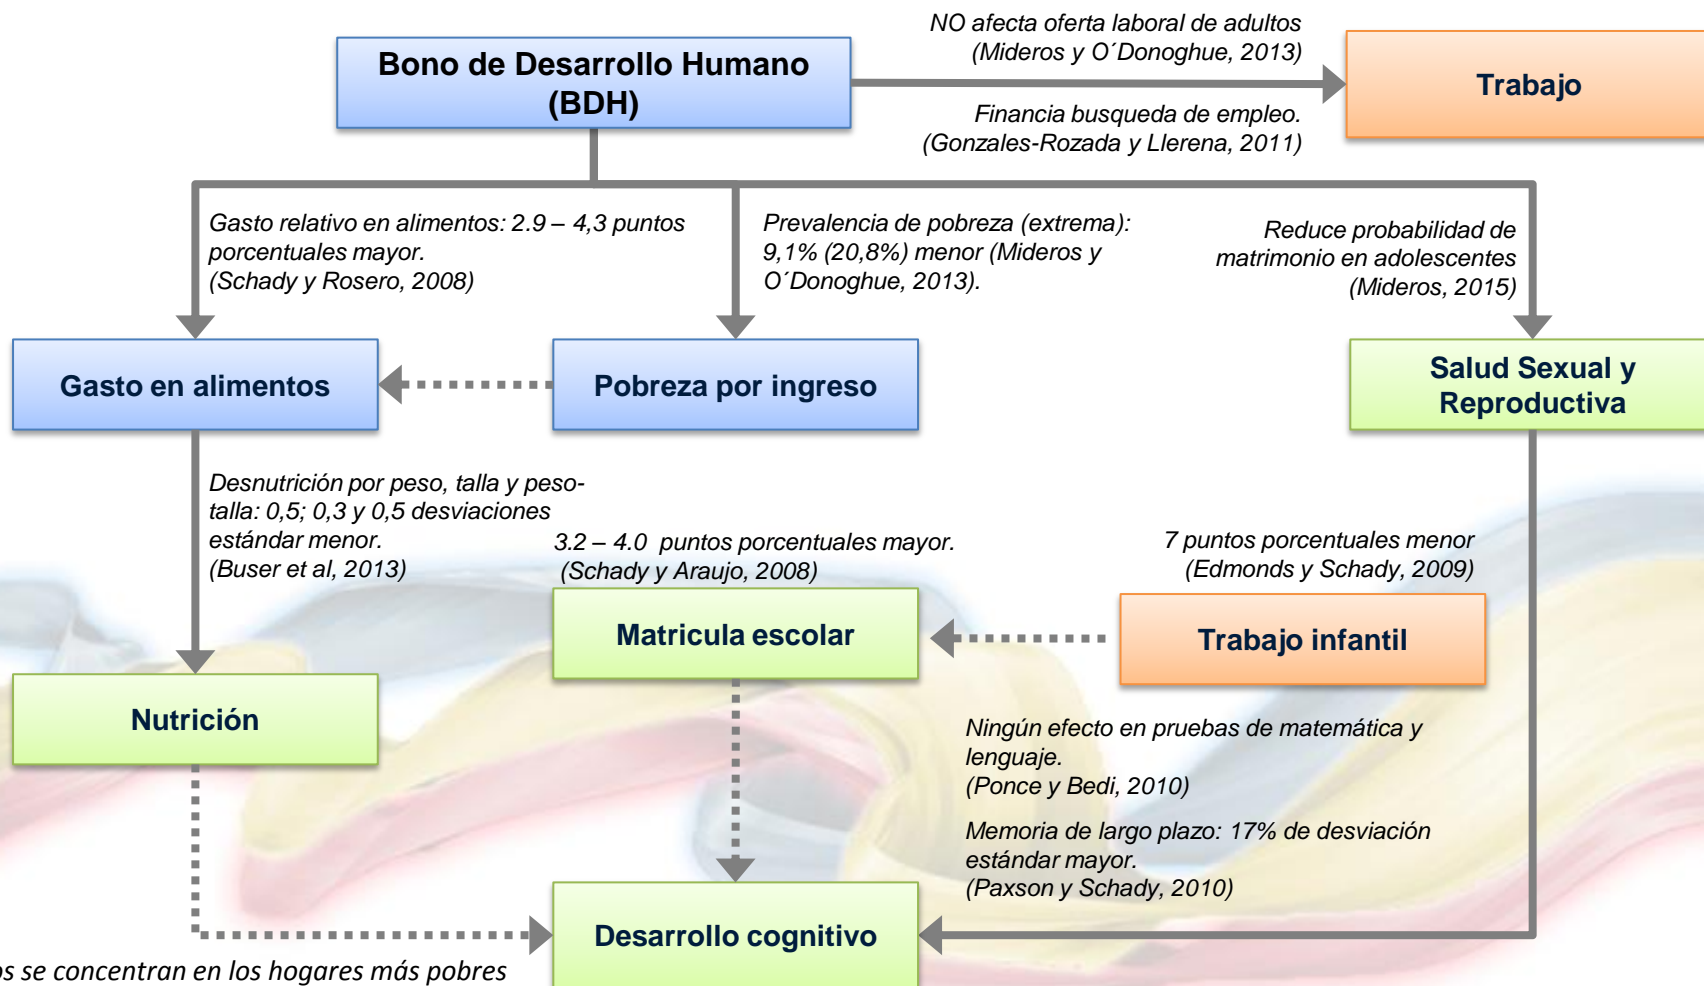 NO afecta oferta laboral de adultos
(Mideros y O´Donoghue, 2013)
Bono de Desarrollo Humano
(BDH)
Trabajo
Financia busqueda de empleo.
(Gonzales-Rozada y Llerena, 2011)
Gasto relativo en alimentos: 2.9 – 4,3 puntos
porcentuales mayor.
(Schady y Rosero, 2008)
Prevalencia de pobreza (extrema):
9,1% (20,8%) menor (Mideros y
O´Donoghue, 2013).
Reduce probabilidad de
matrimonio en adolescentes
(Mideros, 2015)
Gasto en alimentos
Pobreza por ingreso
Salud Sexual y
Reproductiva
Desnutrición por peso, talla y peso-
talla: 0,5; 0,3 y 0,5 desviaciones
estándar menor.
(Buser et al, 2013)
3.2 – 4.0 puntos porcentuales mayor.
(Schady y Araujo, 2008)
7 puntos porcentuales menor
(Edmonds y Schady, 2009)
Matricula escolar
Trabajo infantil
Nutrición
Ningún efecto en pruebas de matemática y
lenguaje.
(Ponce y Bedi, 2010)
Memoria de largo plazo: 17% de desviación
estándar mayor.
(Paxson y Schady, 2010)
Desarrollo cognitivo
se concentran en los hogares más pobres